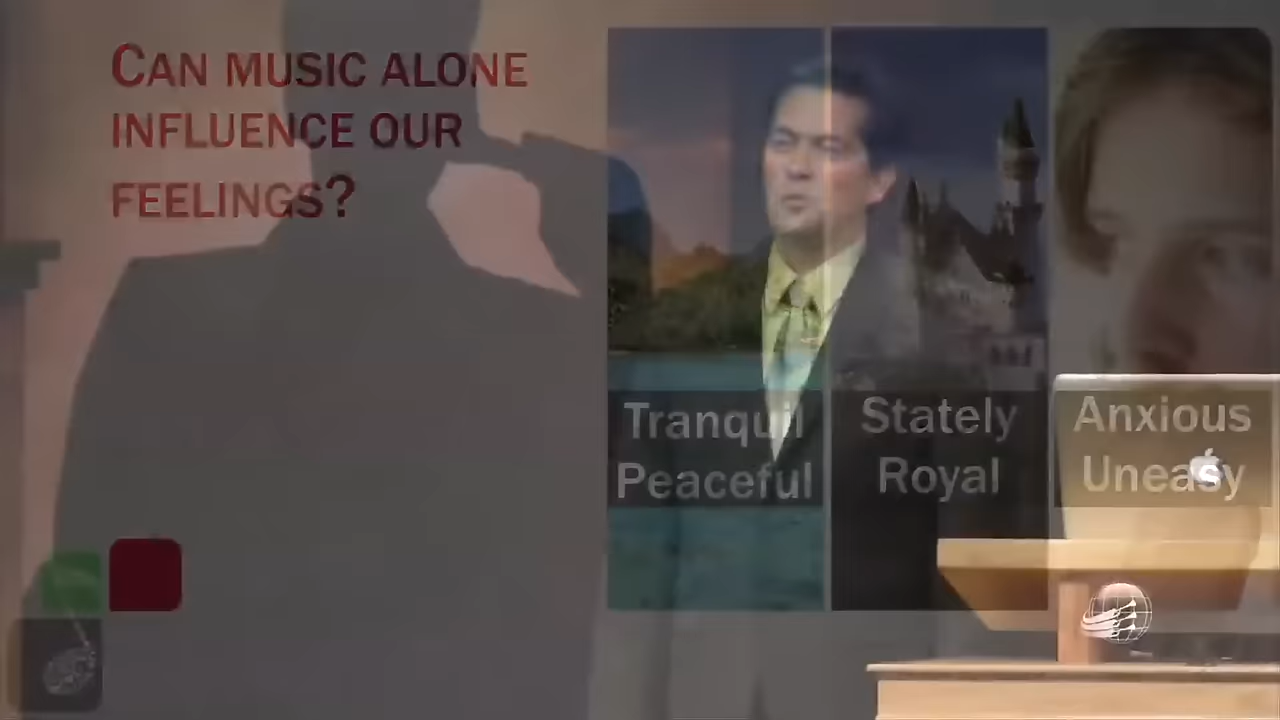 CAN MUSIC ALONE
INFLUENCE OUR
FEELINGS?
Tranquil
Peaceful
Stately
Royal
Anxious
Uneasy